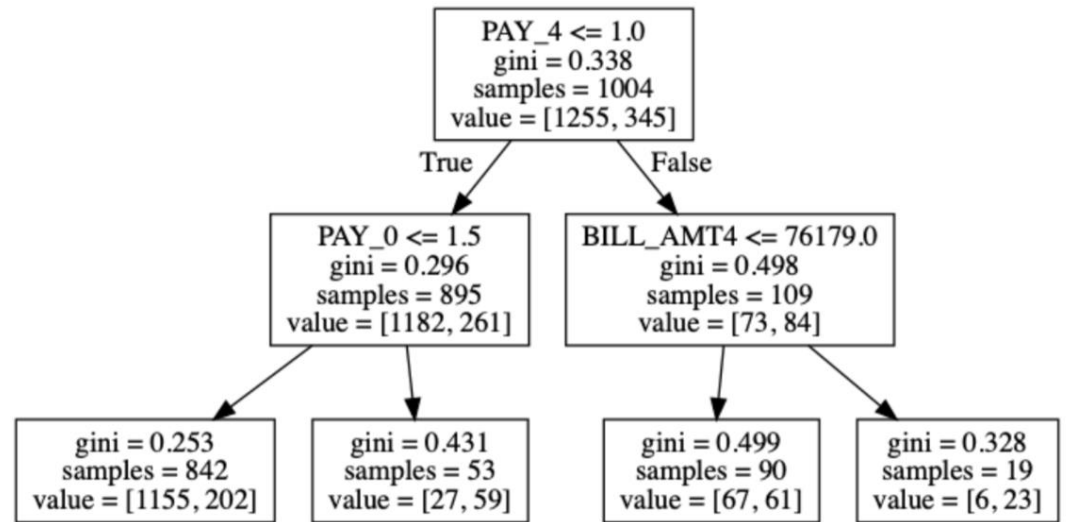 PAY_4 <= 1.0
gini = 0.338
samples = 1004
value = [1255, 345]
True
False
PAY_0 <= 1.5
gini = 0.296
samples = 895
value = [1182, 261]
BILL_AMT4 <= 76179.0
gini = 0.498
samples = 109
value = [73, 84]
gini = 0.253
samples = 842
value = [1155, 202]
gini = 0.431
samples = 53
value = [27, 59]
gini = 0.499
samples = 90
value = [67, 61]
gini = 0.328
samples = 19
value = [6, 23]